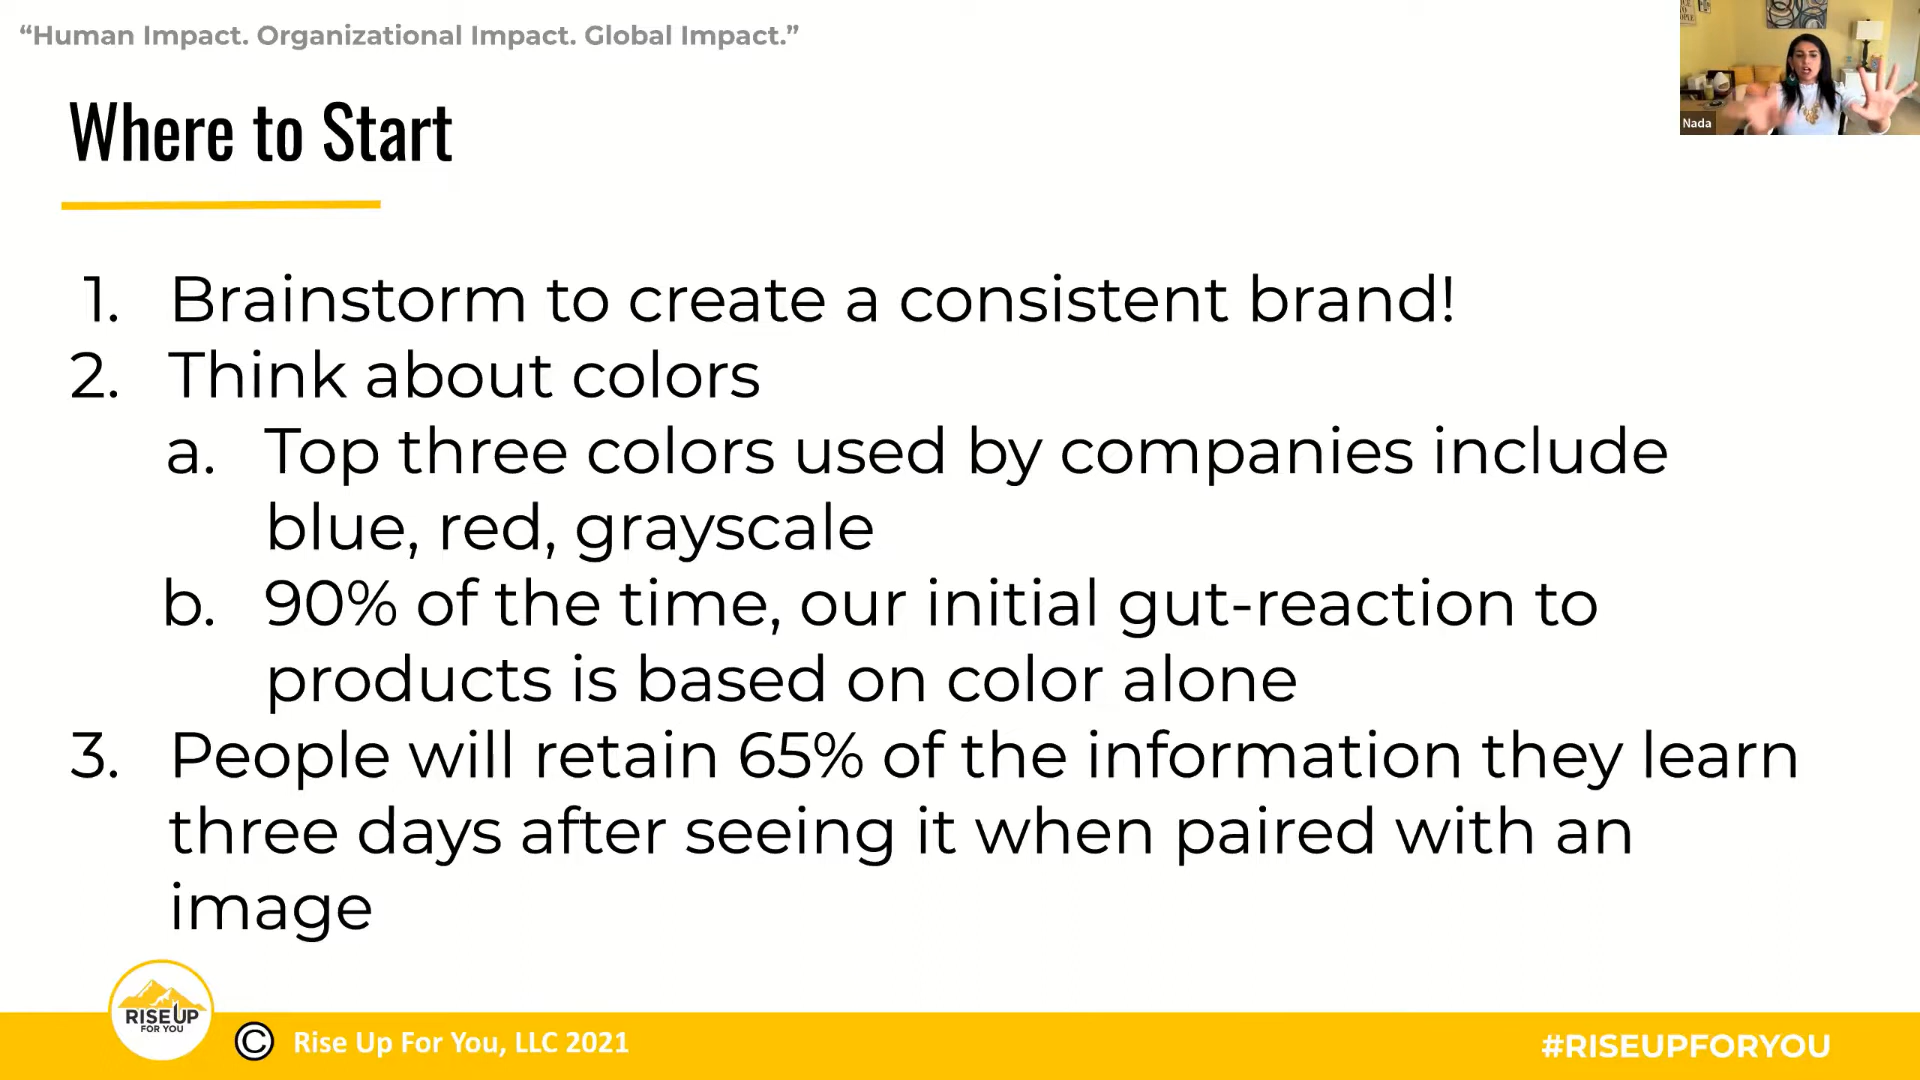 “Human Impact. Organizational Impact. Global Impact.”
Nada
Where to Start
1. Brainstorm to create a consistent brand!
2. Think about colors
a. Top three colors used by companies include
blue, red, grayscale
b. 90% of the time, our initial gut-reaction to
products is based on color alone
3. People will retain 65% of the information they learn
three days after seeing it when paired with an
image
RISE UP
FOR YOU
© Rise Up For You, LLC 2021
#RISEUPFORYOU